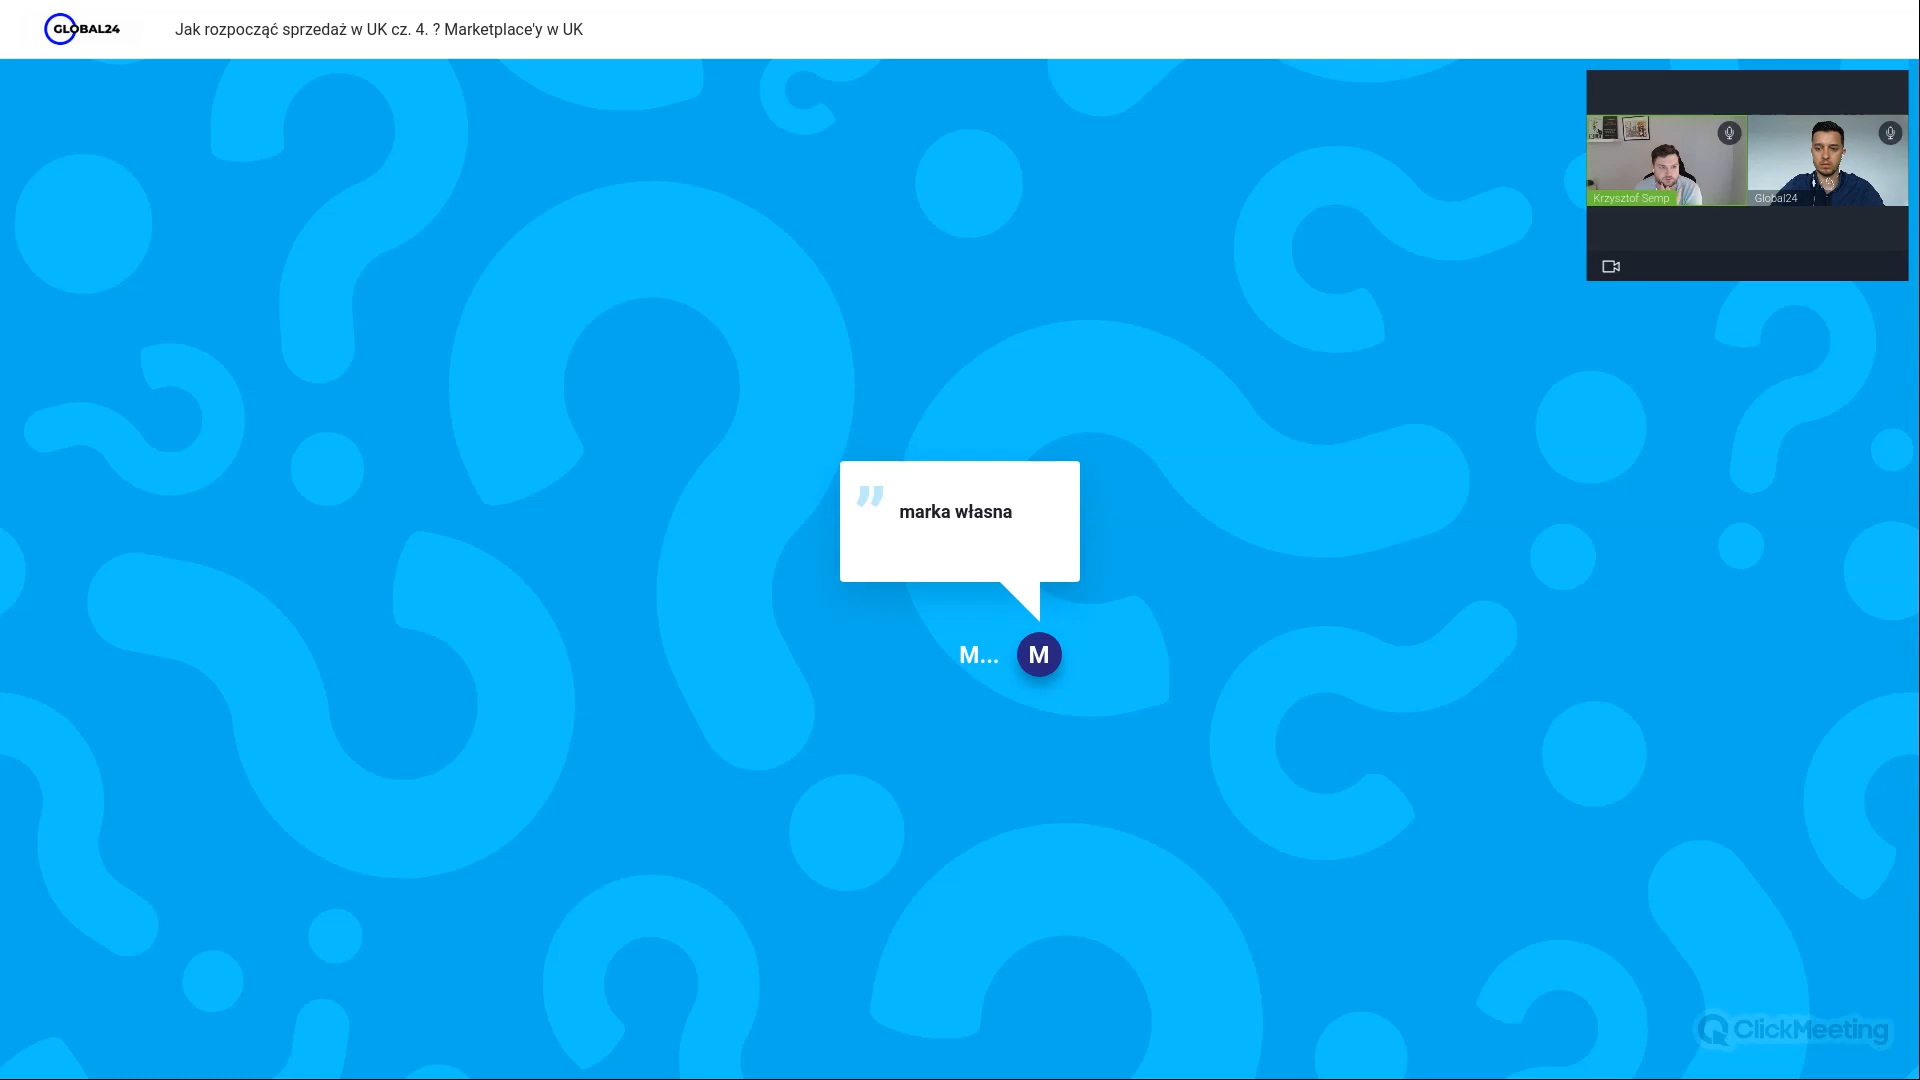 GLOBAL24
Jak rozpocząć sprzedaż w UK cz. 4. ? Marketplace'y w UK
Krzysztof Semp
Global24
” marka własna
M... M
ClickMeeting